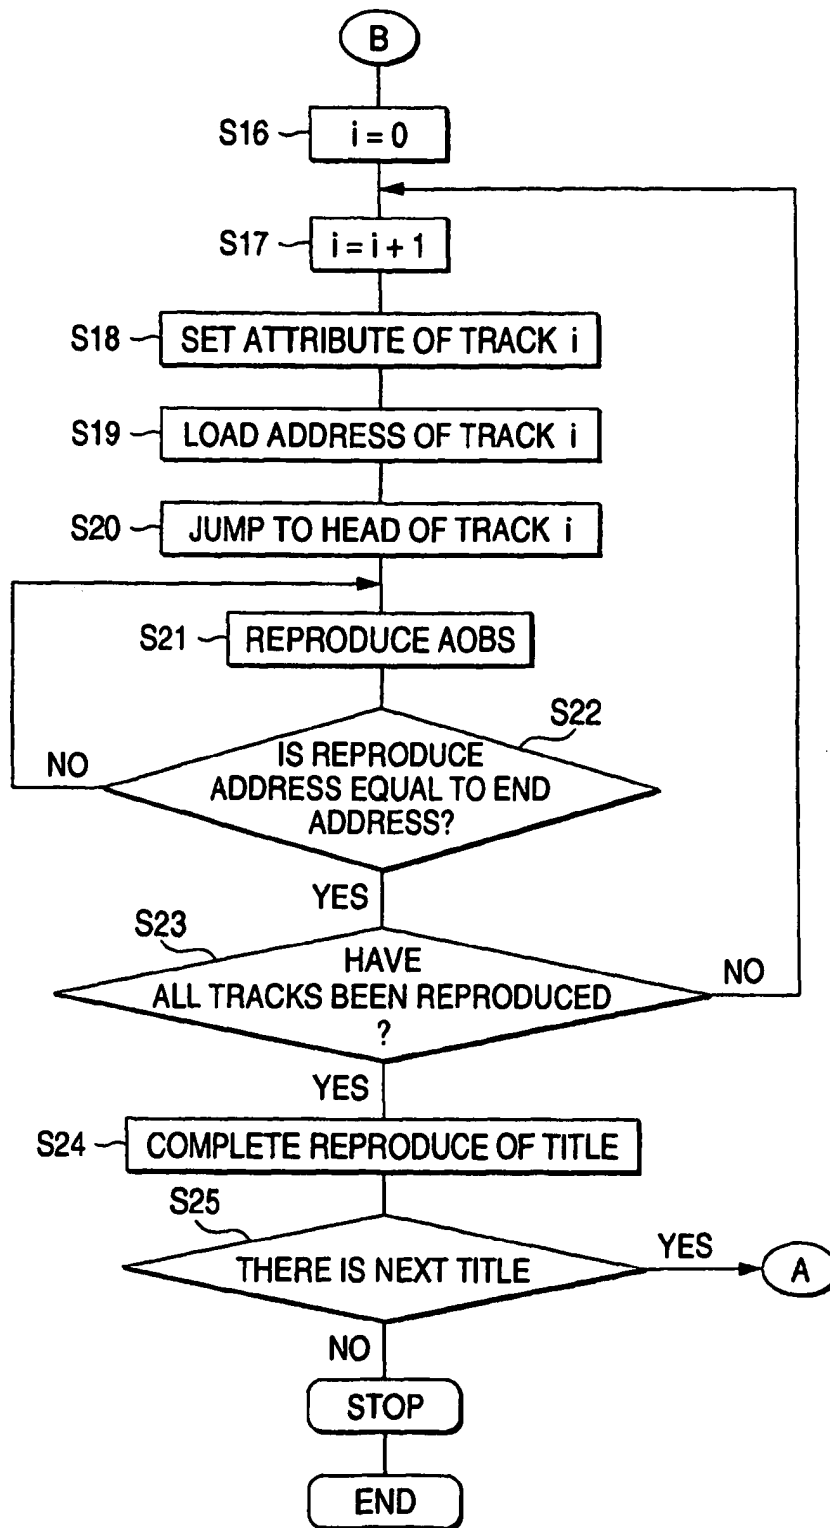 B
S16
i = 0
S17
i = i + 1
S18
SET ATTRIBUTE OF TRACK i
S19
LOAD ADDRESS OF TRACK i
S20
JUMP TO HEAD OF TRACK i
S21
REPRODUCE AOBS
S22
IS REPRODUCE
ADDRESS EQUAL TO END
ADDRESS?
NO
YES
S23
HAVE
ALL TRACKS BEEN REPRODUCED
?
NO
YES
S24
COMPLETE REPRODUCE OF TITLE
S25
THERE IS NEXT TITLE
YES
A
NO
STOP
END